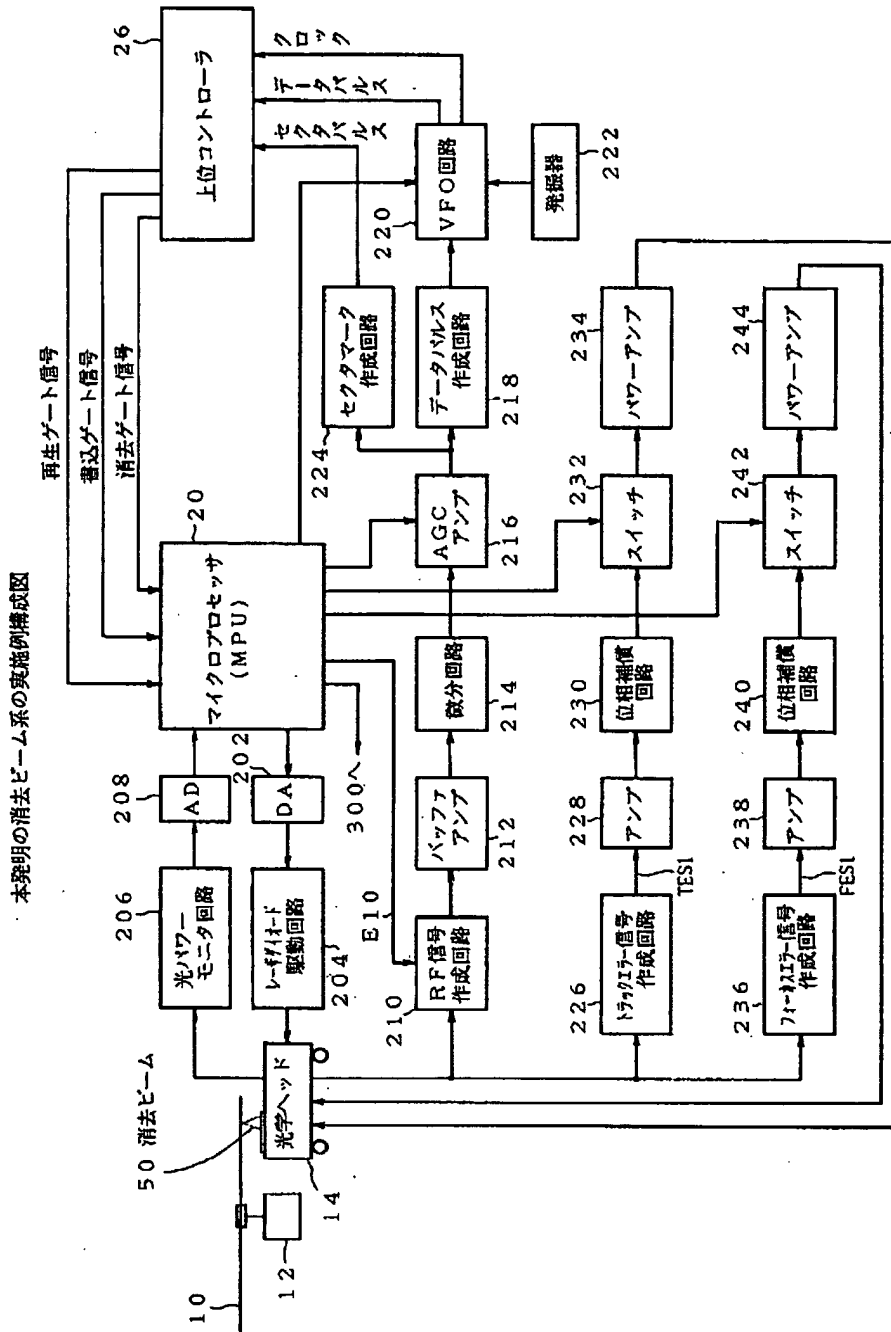 本発明の消去ビーム系の実施例構成図
再生ゲート信号
書込ゲート信号
消去ゲート信号
26
上位コントローラ
セクタパルス
データパルス
クロック
20
マイクロプロセッサ
(MPU)
208
AD
202
DA
300へ
206
光パワー
モニタ回路
レーザダイオード
駆動回路
204
E10
50 消去ビーム
光学ヘッド
14
12
10
210
RF信号
作成回路
バッファ
アンプ
212
微分回路
214
AGC
アンプ
216
224
セクタマーク
作成回路
データパルス
作成回路
218
220
VFO回路
発振器
222
226
トラックエラー信号
作成回路
TES1
228
アンプ
230
位相補償
回路
232
スイッチ
234
パワーアンプ
236
フォーカスエラー信号
作成回路
FES1
238
アンプ
240
位相補償
回路
242
スイッチ
244
パワーアンプ